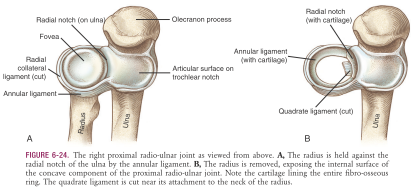 Radial notch (on ulna)
Olecranon process
Fovea
Radial
collateral
ligament (cut)
Annular ligament
Articular surface on
trochlear notch
Radius
Ulna
A
Radial notch
(with cartilage)
Annular ligament
(with cartilage)
Quadrate ligament (cut)
Ulna
B
FIGURE 6-24. The right proximal radio-ulnar joint as viewed from above. A, The radius is held against the
radial notch of the ulna by the annular ligament. B, The radius is removed, exposing the internal surface of
the concave component of the proximal radio-ulnar joint. Note the cartilage lining the entire fibro-osseous
ring. The quadrate ligament is cut near its attachment to the neck of the radius.